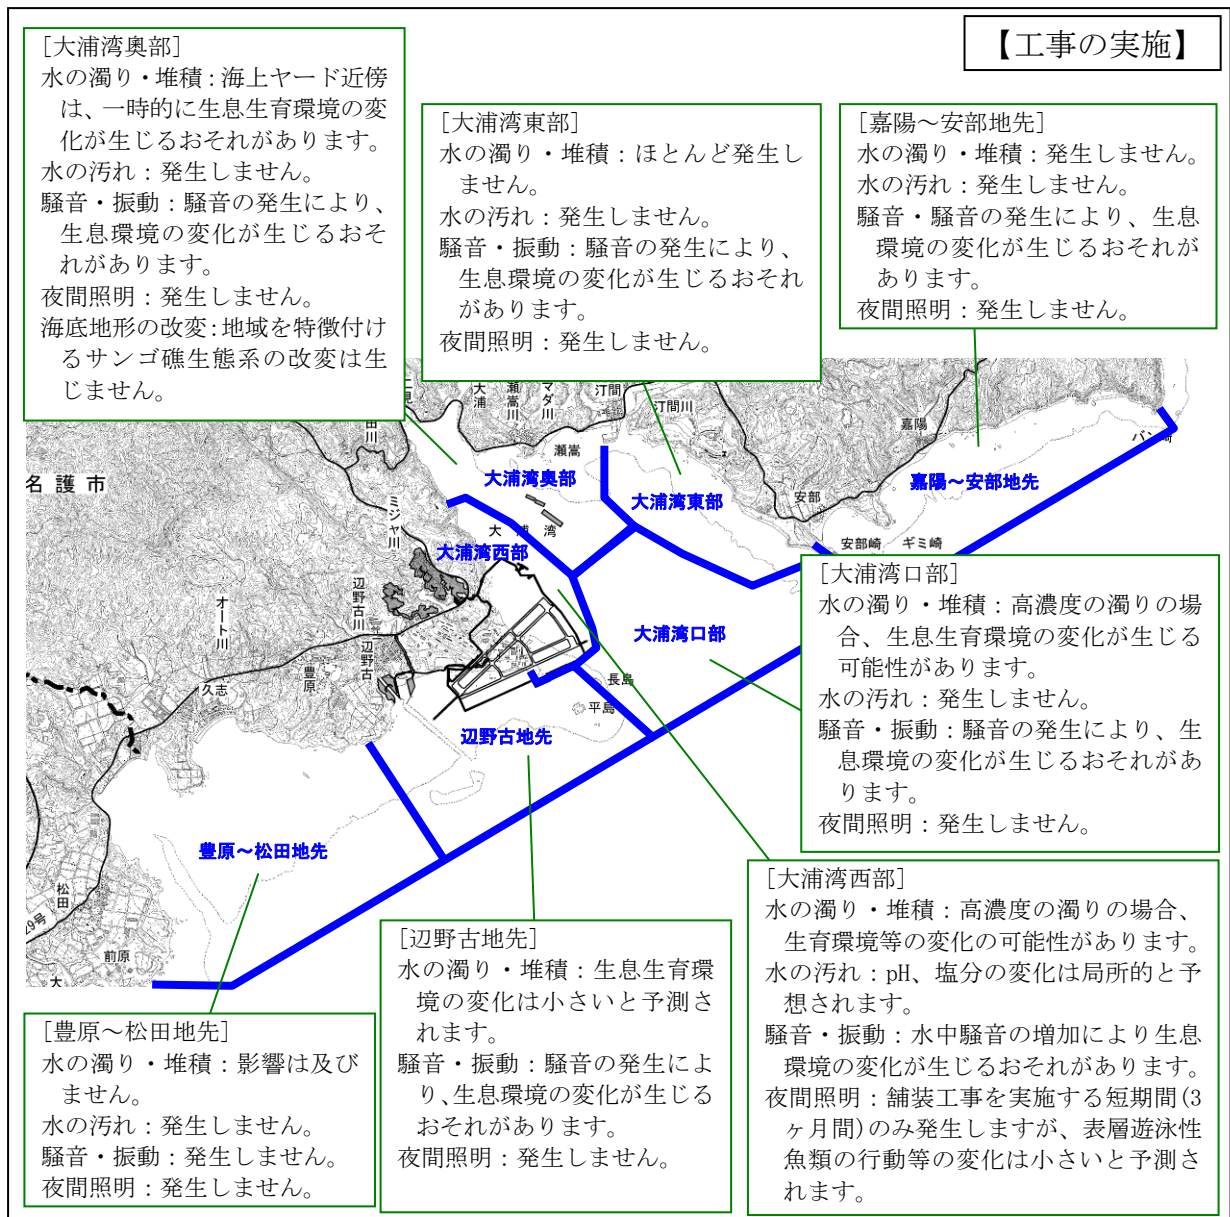 【工事の実施】
[大浦湾奥部]
水の濁り・堆積：海上ヤード近傍
は、一時的に生息生育環境の変
化が生じるおそれがあります。
水の汚れ：発生しません。
騒音・振動：騒音の発生により、
生息環境の変化が生じるおそ
れがあります。
夜間照明：発生しません。
海底地形の改変：地域を特徴付け
るサンゴ礁生態系の改変は生
じません。
[大浦湾東部]
水の濁り・堆積：ほとんど発生し
ません。
水の汚れ：発生しません。
騒音・振動：騒音の発生により、
生息環境の変化が生じるおそれ
があります。
夜間照明：発生しません。
[嘉陽～安部地先]
水の濁り・堆積：発生しません。
水の汚れ：発生しません。
騒音・騒音の発生により、生息
環境の変化が生じるおそれが
あります。
夜間照明：発生しません。
大浦
瀬嵩川
マダ川
汀間
汀間川
嘉陽
バン崎
田川
瀬嵩
名護市
大浦湾奥部
大浦湾東部
嘉陽～安部地先
安部
ミジャ川
大浦湾
安部崎
ギミ崎
大浦湾西部
辺野古川
オート川
大浦湾口部
辺野古
豊原
久志
長島
平島
辺野古地先
豊原～松田地先
松田
29号
前原
大
[大浦湾口部]
水の濁り・堆積：高濃度の濁りの場
合、生息生育環境の変化が生じる
可能性があります。
水の汚れ：発生しません。
騒音・振動：騒音の発生により、生
息環境の変化が生じるおそれがあ
ります。
夜間照明：発生しません。
[大浦湾西部]
水の濁り・堆積：高濃度の濁りの場合、
生育環境等の変化の可能性があります。
水の汚れ：pH、塩分の変化は局所的と予
想されます。
騒音・振動：水中騒音の増加により生息
環境の変化が生じるおそれがあります。
夜間照明：舗装工事を実施する短期間(3
ヶ月間)のみ発生しますが、表層遊泳性
魚類の行動等の変化は小さいと予測さ
れます。
[辺野古地先]
水の濁り・堆積：生息生育環
境の変化は小さいと予測さ
れます。
騒音・振動：騒音の発生によ
り、生息環境の変化が生じる
おそれがあります。
夜間照明：発生しません。
[豊原～松田地先]
水の濁り・堆積：影響は及び
ません。
水の汚れ：発生しません。
騒音・振動：発生しません。
夜間照明：発生しません。